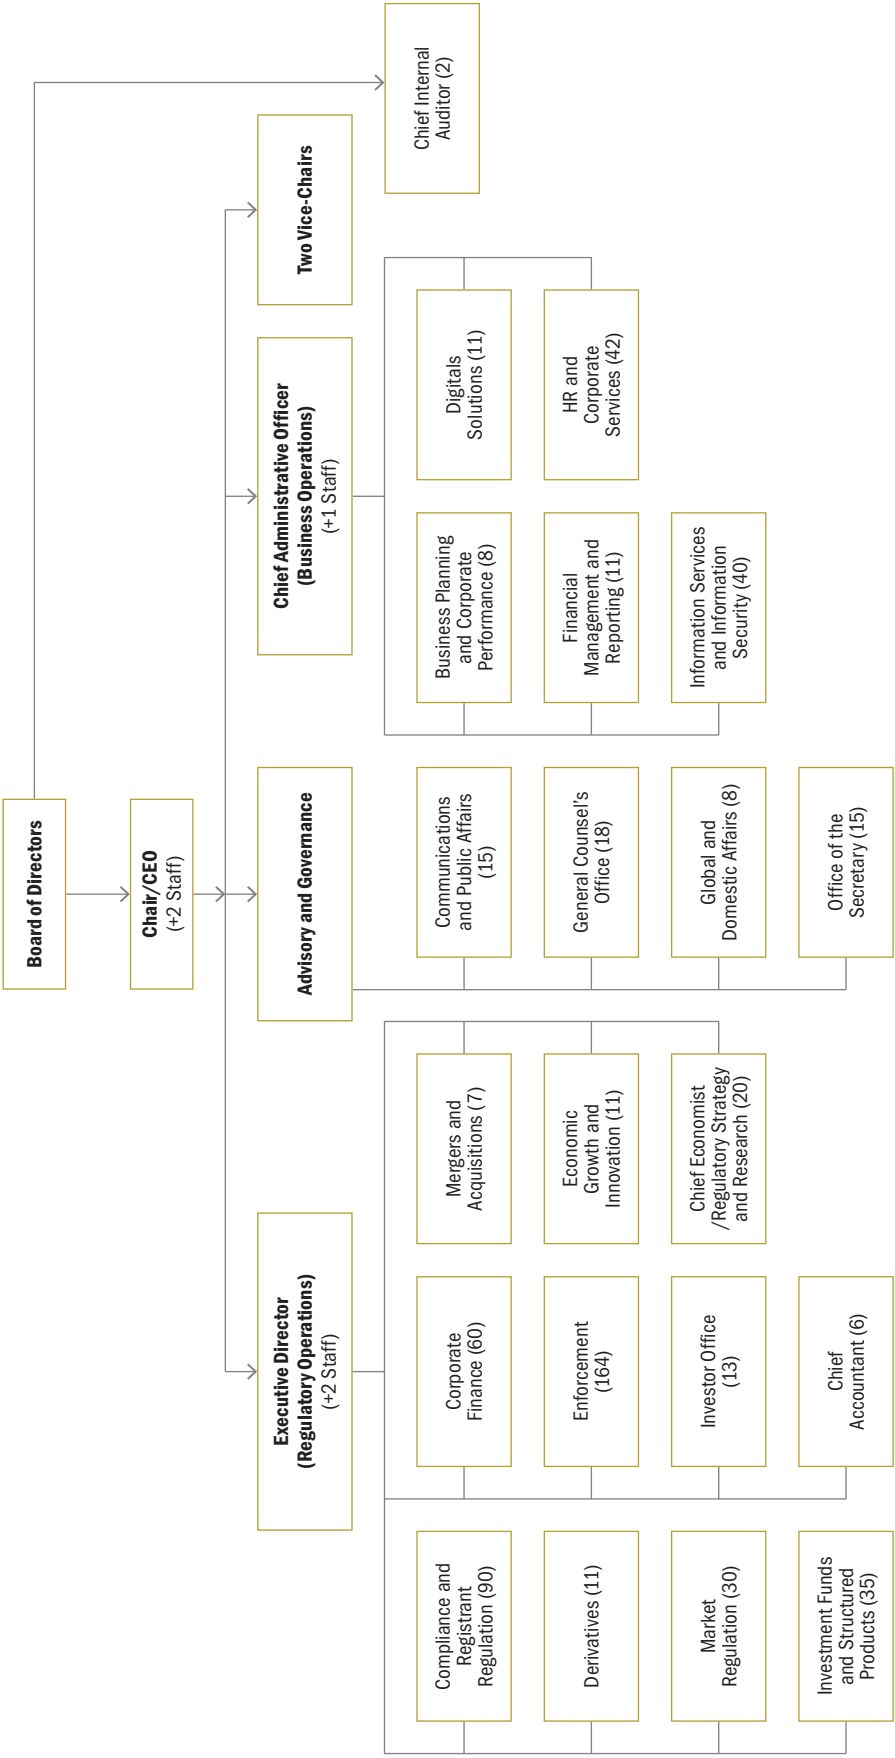 Board of Directors
Chair/CEO
(+2 Staff)
Executive Director
(Regulatory Operations)
(+2 Staff)
Advisory and Governance
Chief Administrative Officer
(Business Operations)
(+1 Staff)
Two Vice-Chairs
Chief Internal
Auditor (2)
Compliance and
Registrant
Regulation (90)
Corporate
Finance (60)
Mergers and
Acquisitions (7)
Communications
and Public Affairs
(15)
Business Planning
and Corporate
Performance (8)
Digitals
Solutions (11)
Derivatives (11)
Enforcement
(164)
Economic
Growth and
Innovation (11)
General Counsel's
Office (18)
Financial
Management and
Reporting (11)
HR and
Corporate
Services (42)
Market
Regulation (30)
Investor Office
(13)
Chief Economist
/Regulatory Strategy
and Research (20)
Global and
Domestic Affairs (8)
Information Services
and Information
Security (40)
Investment Funds
and Structured
Products (35)
Chief
Accountant (6)
Office of the
Secretary (15)